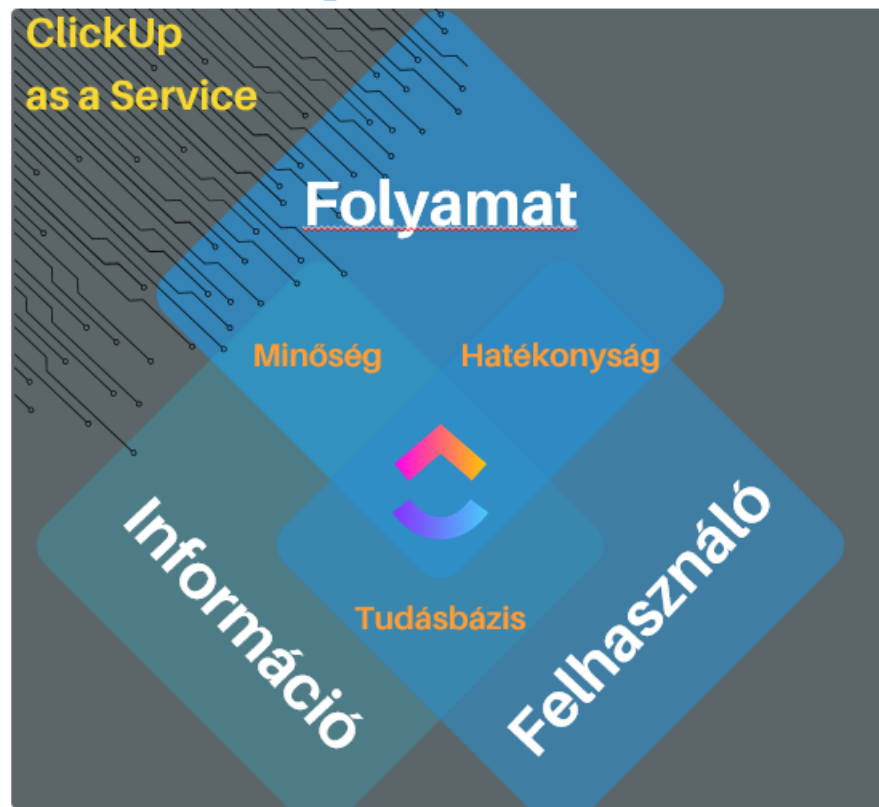 ClickUp
as a Service
Folyamat
Minőség
Hatékonyság
Információ
Felhasználó
Tudásbázis